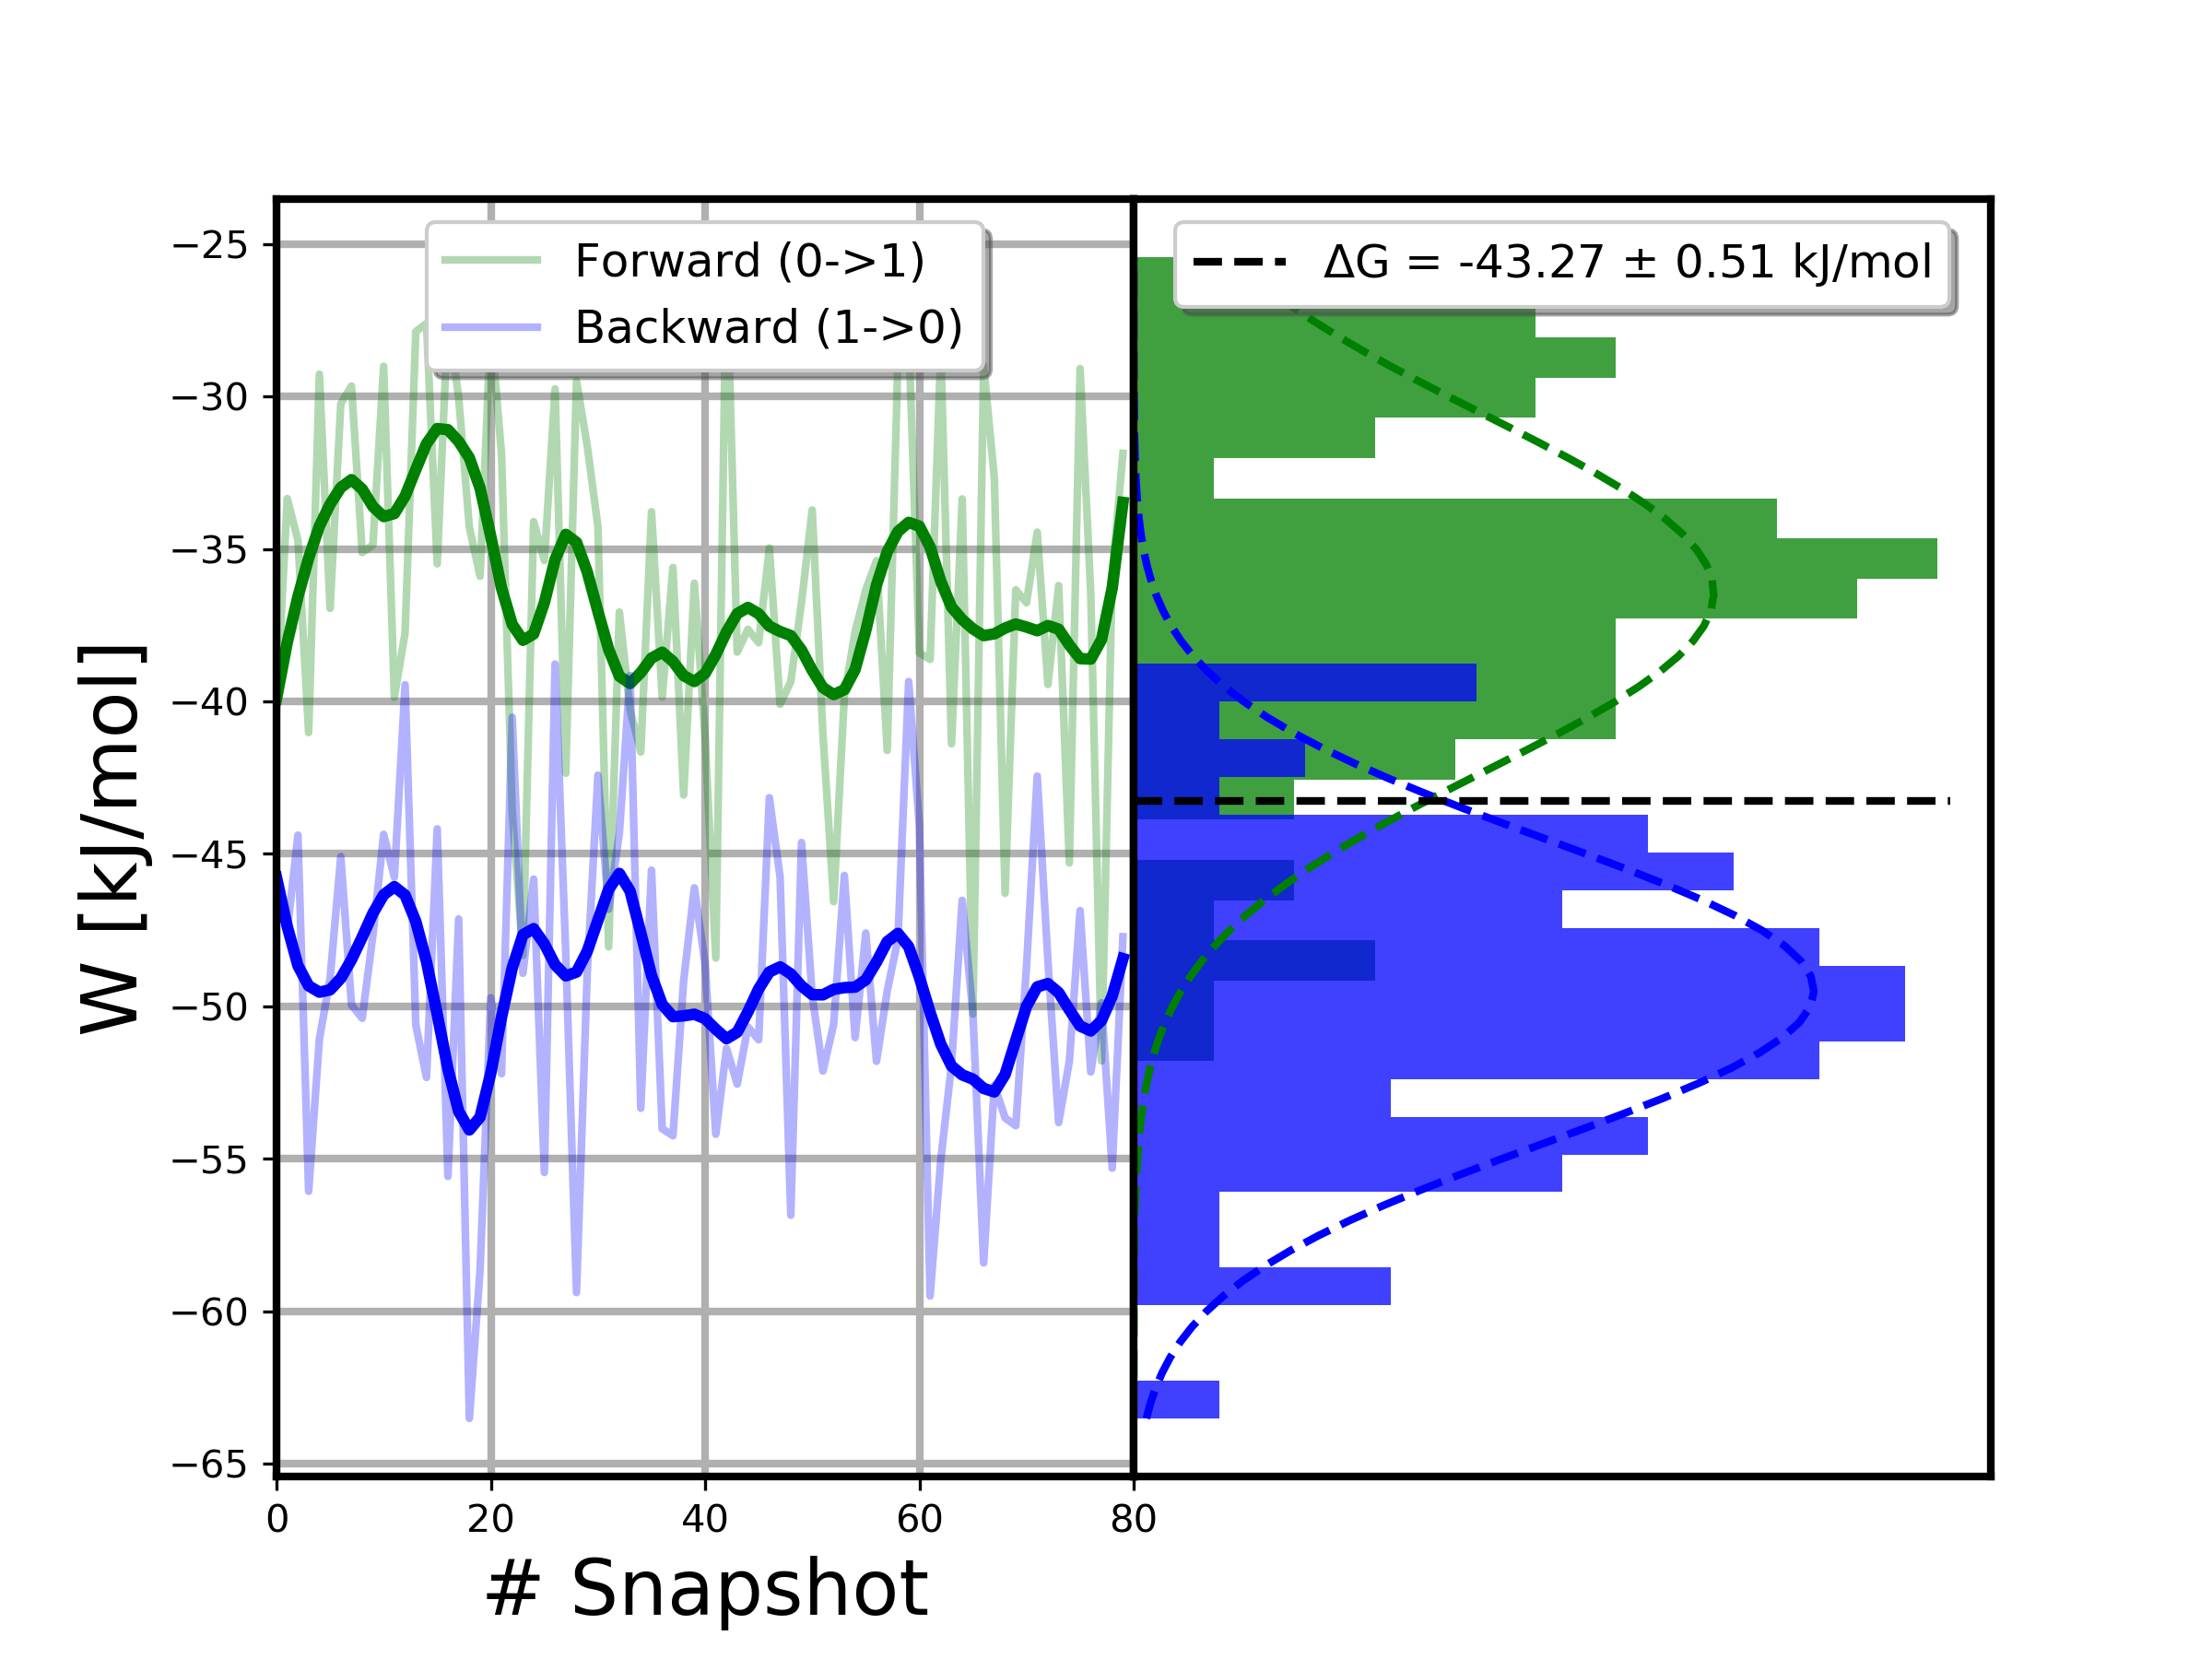 Forward (0->1)
Backward (1->0)
ΔG = -43.27 ± 0.51 kJ/mol
W [kJ/mol]
−25
−30
−35
−40
−45
−50
−55
−60
−65
0 20 40 60 80
# Snapshot